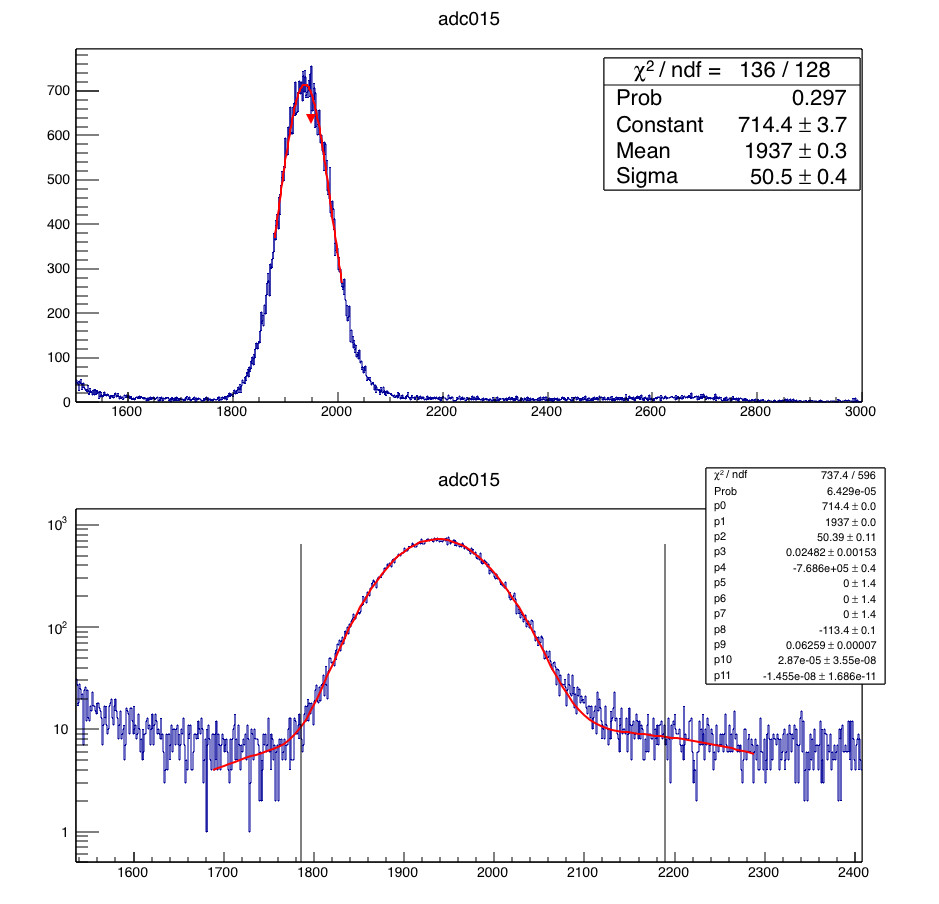 adc015
χ² / ndf = 136 / 128
Prob 0.297
Constant 714.4 ± 3.7
Mean 1937 ± 0.3
Sigma 50.5 ± 0.4
700
600
500
400
300
200
100
0
1600 1800 2000 2200 2400 2600 2800 3000
adc015
χ² / ndf 737.4 / 596
Prob 6.429e-05
p0 714.4 ± 0.0
p1 1937 ± 0.0
p2 50.39 ± 0.11
p3 0.02482 ± 0.00153
p4 -7.686e+05 ± 0.4
p5 0 ± 1.4
p6 0 ± 1.4
p7 0 ± 1.4
p8 -113.4 ± 0.1
p9 0.06259 ± 0.00007
p10 2.87e-05 ± 3.55e-08
p11 -1.455e-08 ± 1.686e-11
10³
10²
10
1
1600 1700 1800 1900 2000 2100 2200 2300 2400